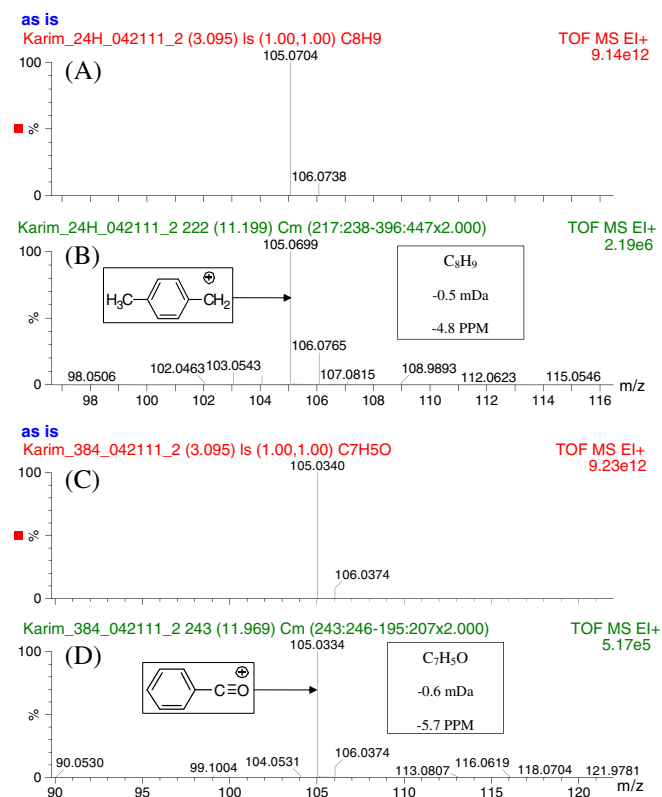 as is
Karim_24H_042111_2 (3.095) Is (1.00,1.00) C8H9 TOF MS EI+
9.14e12
(A)
100
%
0
105.0704
106.0738
Karim_24H_042111_2 222 (11.199) Cm (217:238-396:447x2.000) TOF MS EI+
2.19e6
(B)
100
%
0
105.0699
H₃C CH₂ ⊕
C₈H₉
-0.5 mDa
-4.8 PPM
98.0506 102.0463 103.0543 106.0765 107.0815 108.9893 112.0623 115.0546
98 100 102 104 106 108 110 112 114 116 m/z
as is
Karim_384_042111_2 (3.095) Is (1.00,1.00) C7H5O TOF MS EI+
9.23e12
(C)
100
%
0
105.0340
106.0374
Karim_384_042111_2 243 (11.969) Cm (243:246-195:207x2.000) TOF MS EI+
5.17e5
(D)
100
%
0
105.0334
C≡O ⊕
C₇H₅O
-0.6 mDa
-5.7 PPM
90.0530 99.1004 104.0531 106.0374 113.0807 116.0619 118.0704 121.9781
90 95 100 105 110 115 120 m/z